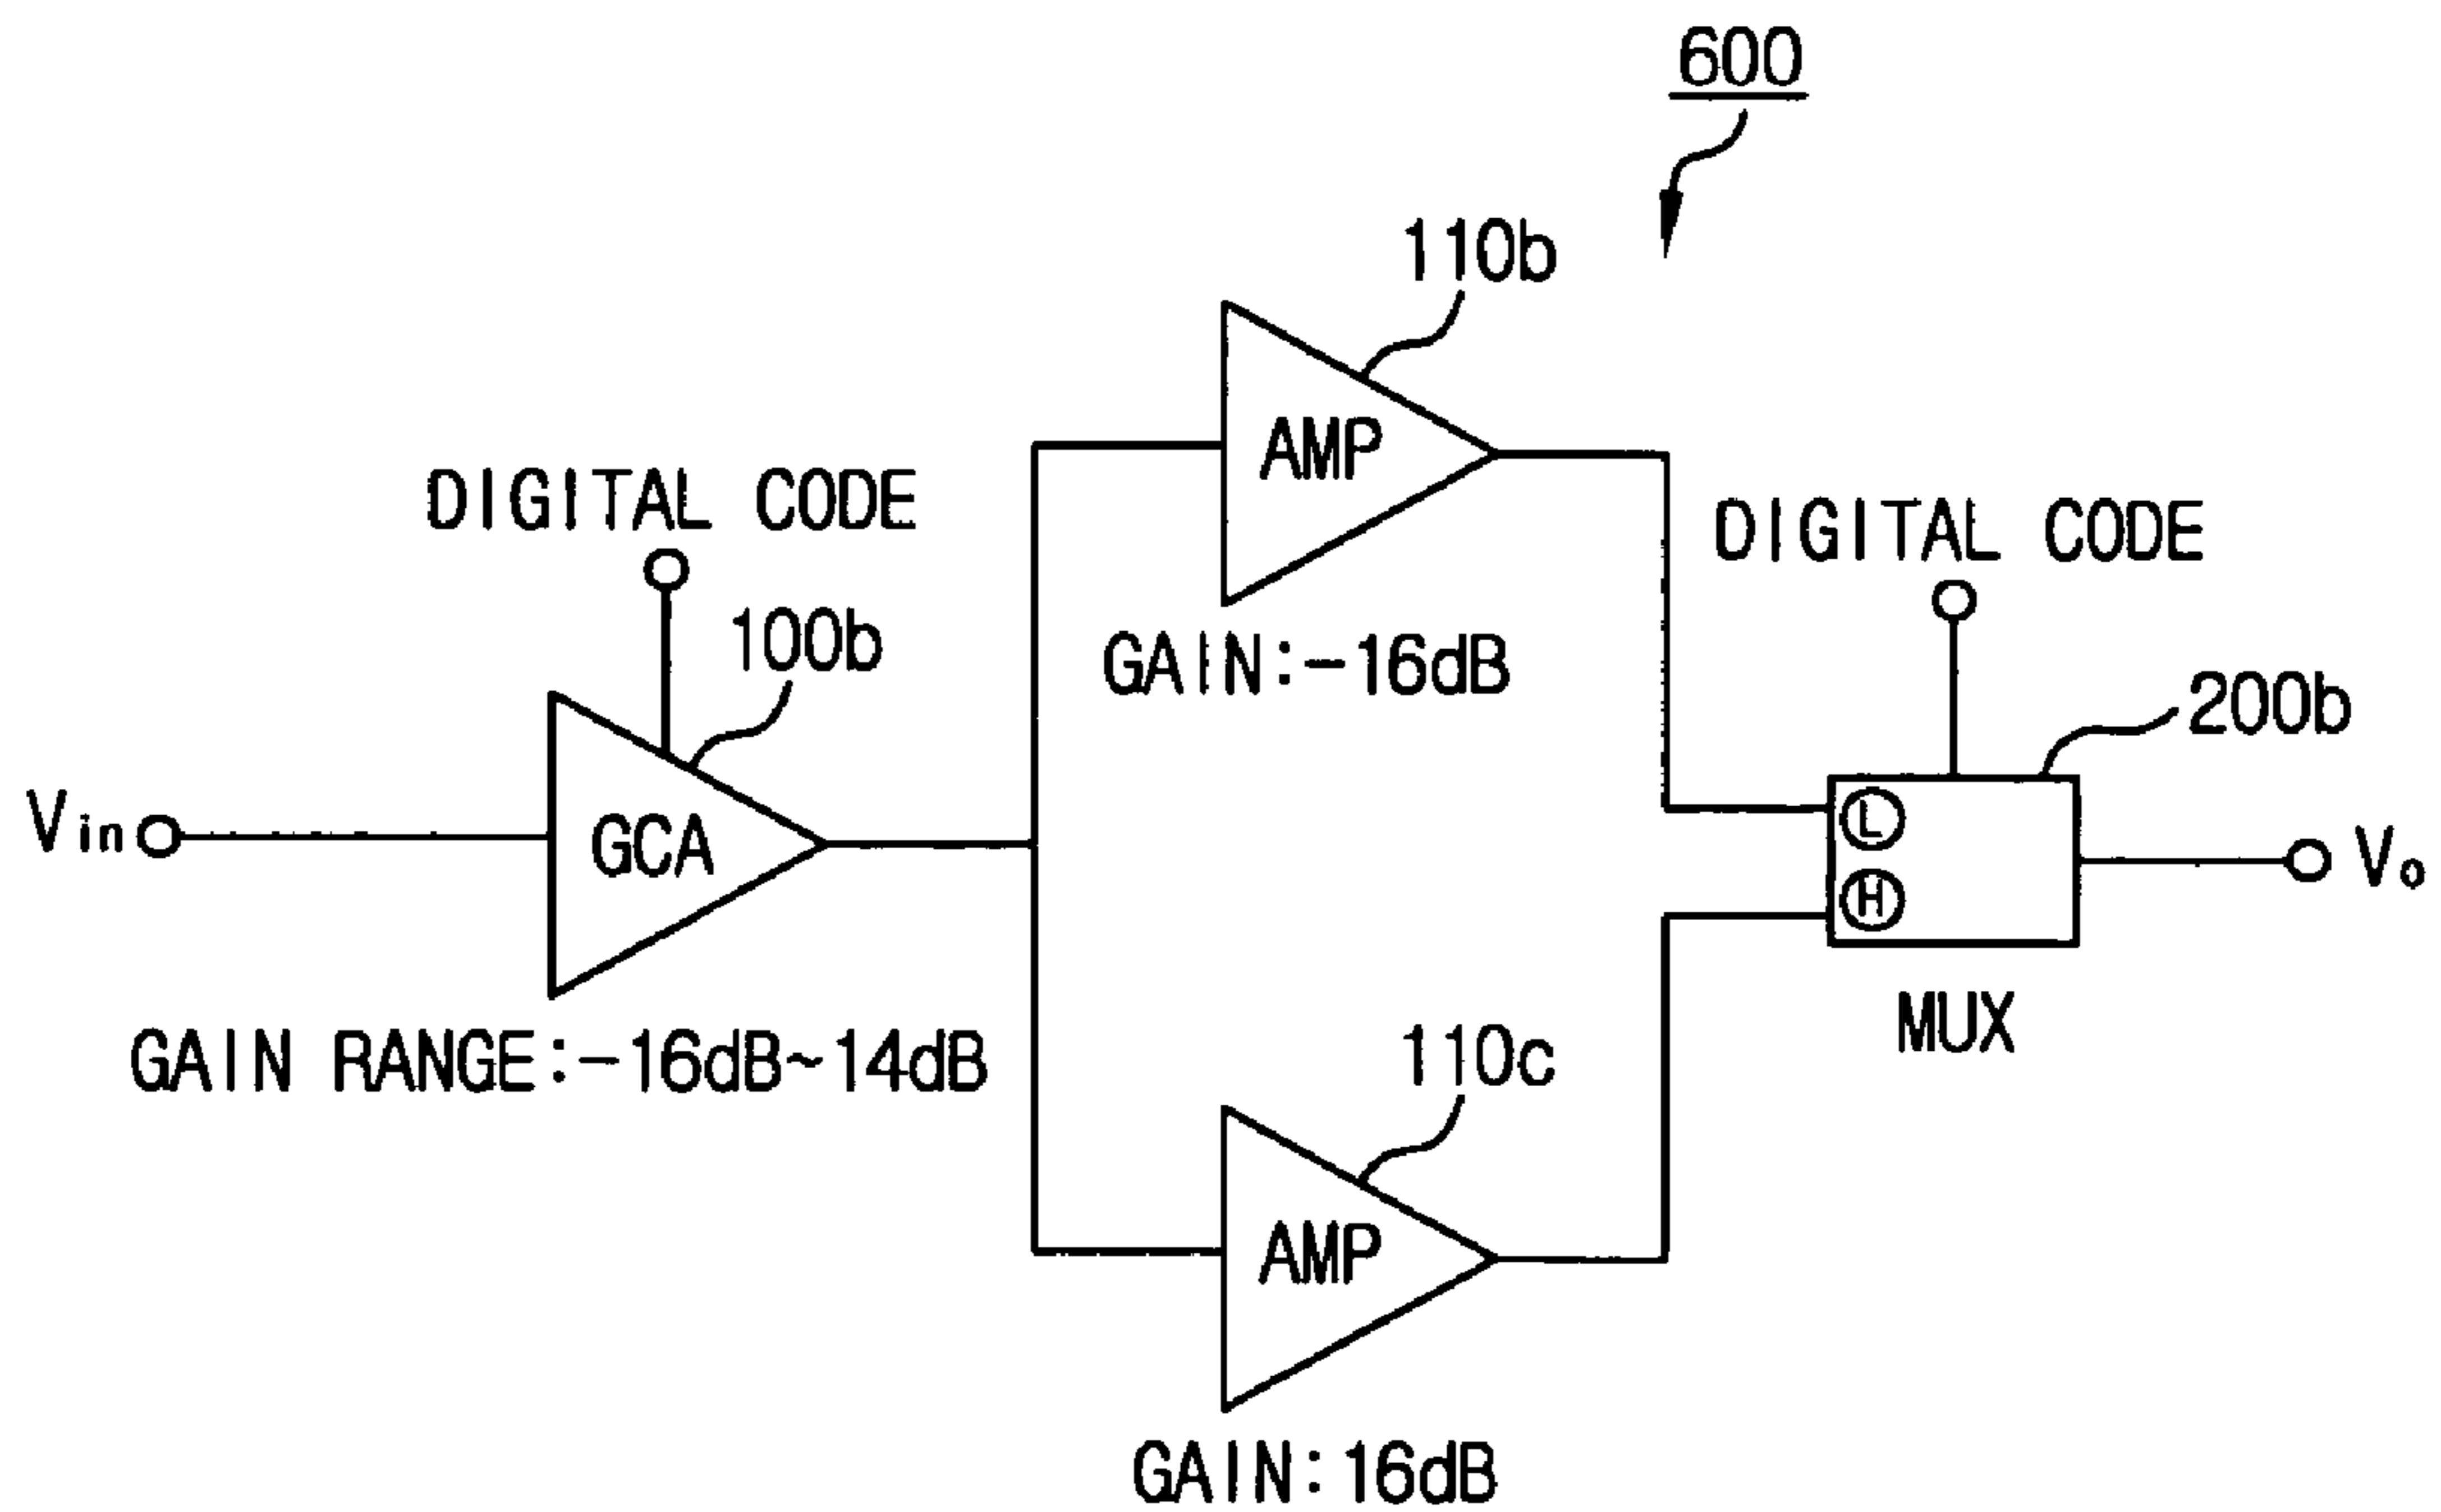 600
110b
AMP
DIGITAL CODE
DIGITAL CODE
100b
GAIN:-16dB
200b
Vin
GCA
L
H
Vo
MUX
GAIN RANGE:-16dB~14dB
110c
AMP
GAIN:16dB